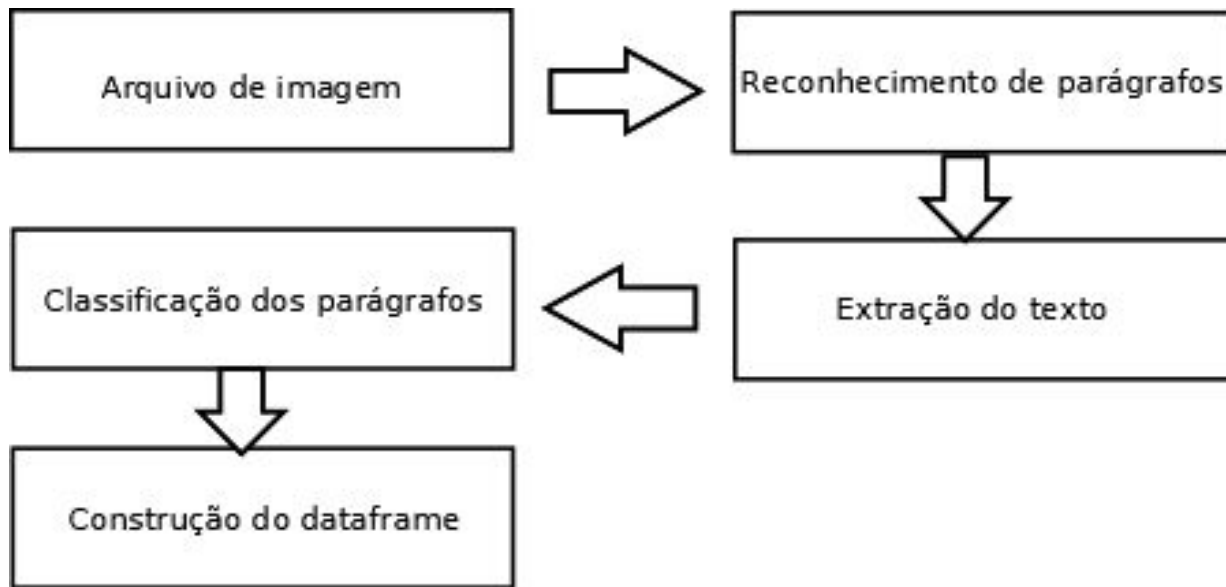 Arquivo de imagem
Reconhecimento de parágrafos
Extração do texto
Classificação dos parágrafos
Construção do dataframe